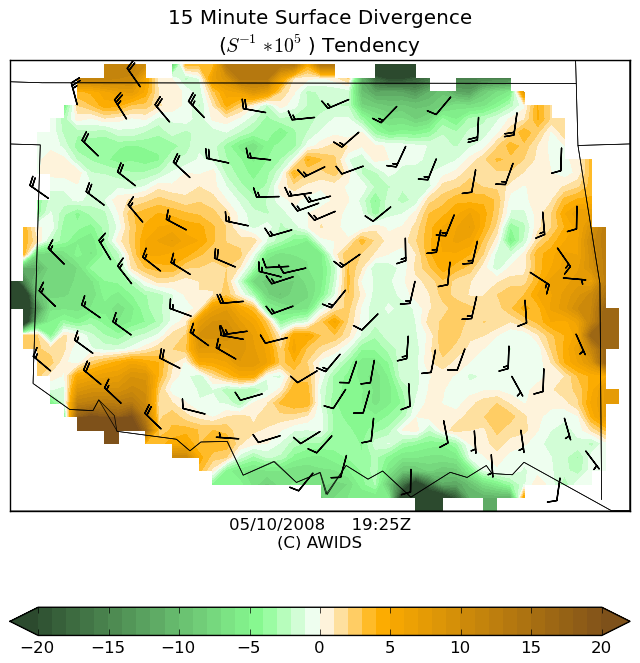 15 Minute Surface Divergence
(S⁻¹ * 10⁵ ) Tendency
05/10/2008 19:25Z
(C) AWIDS
−20 −15 −10 −5 0 5 10 15 20